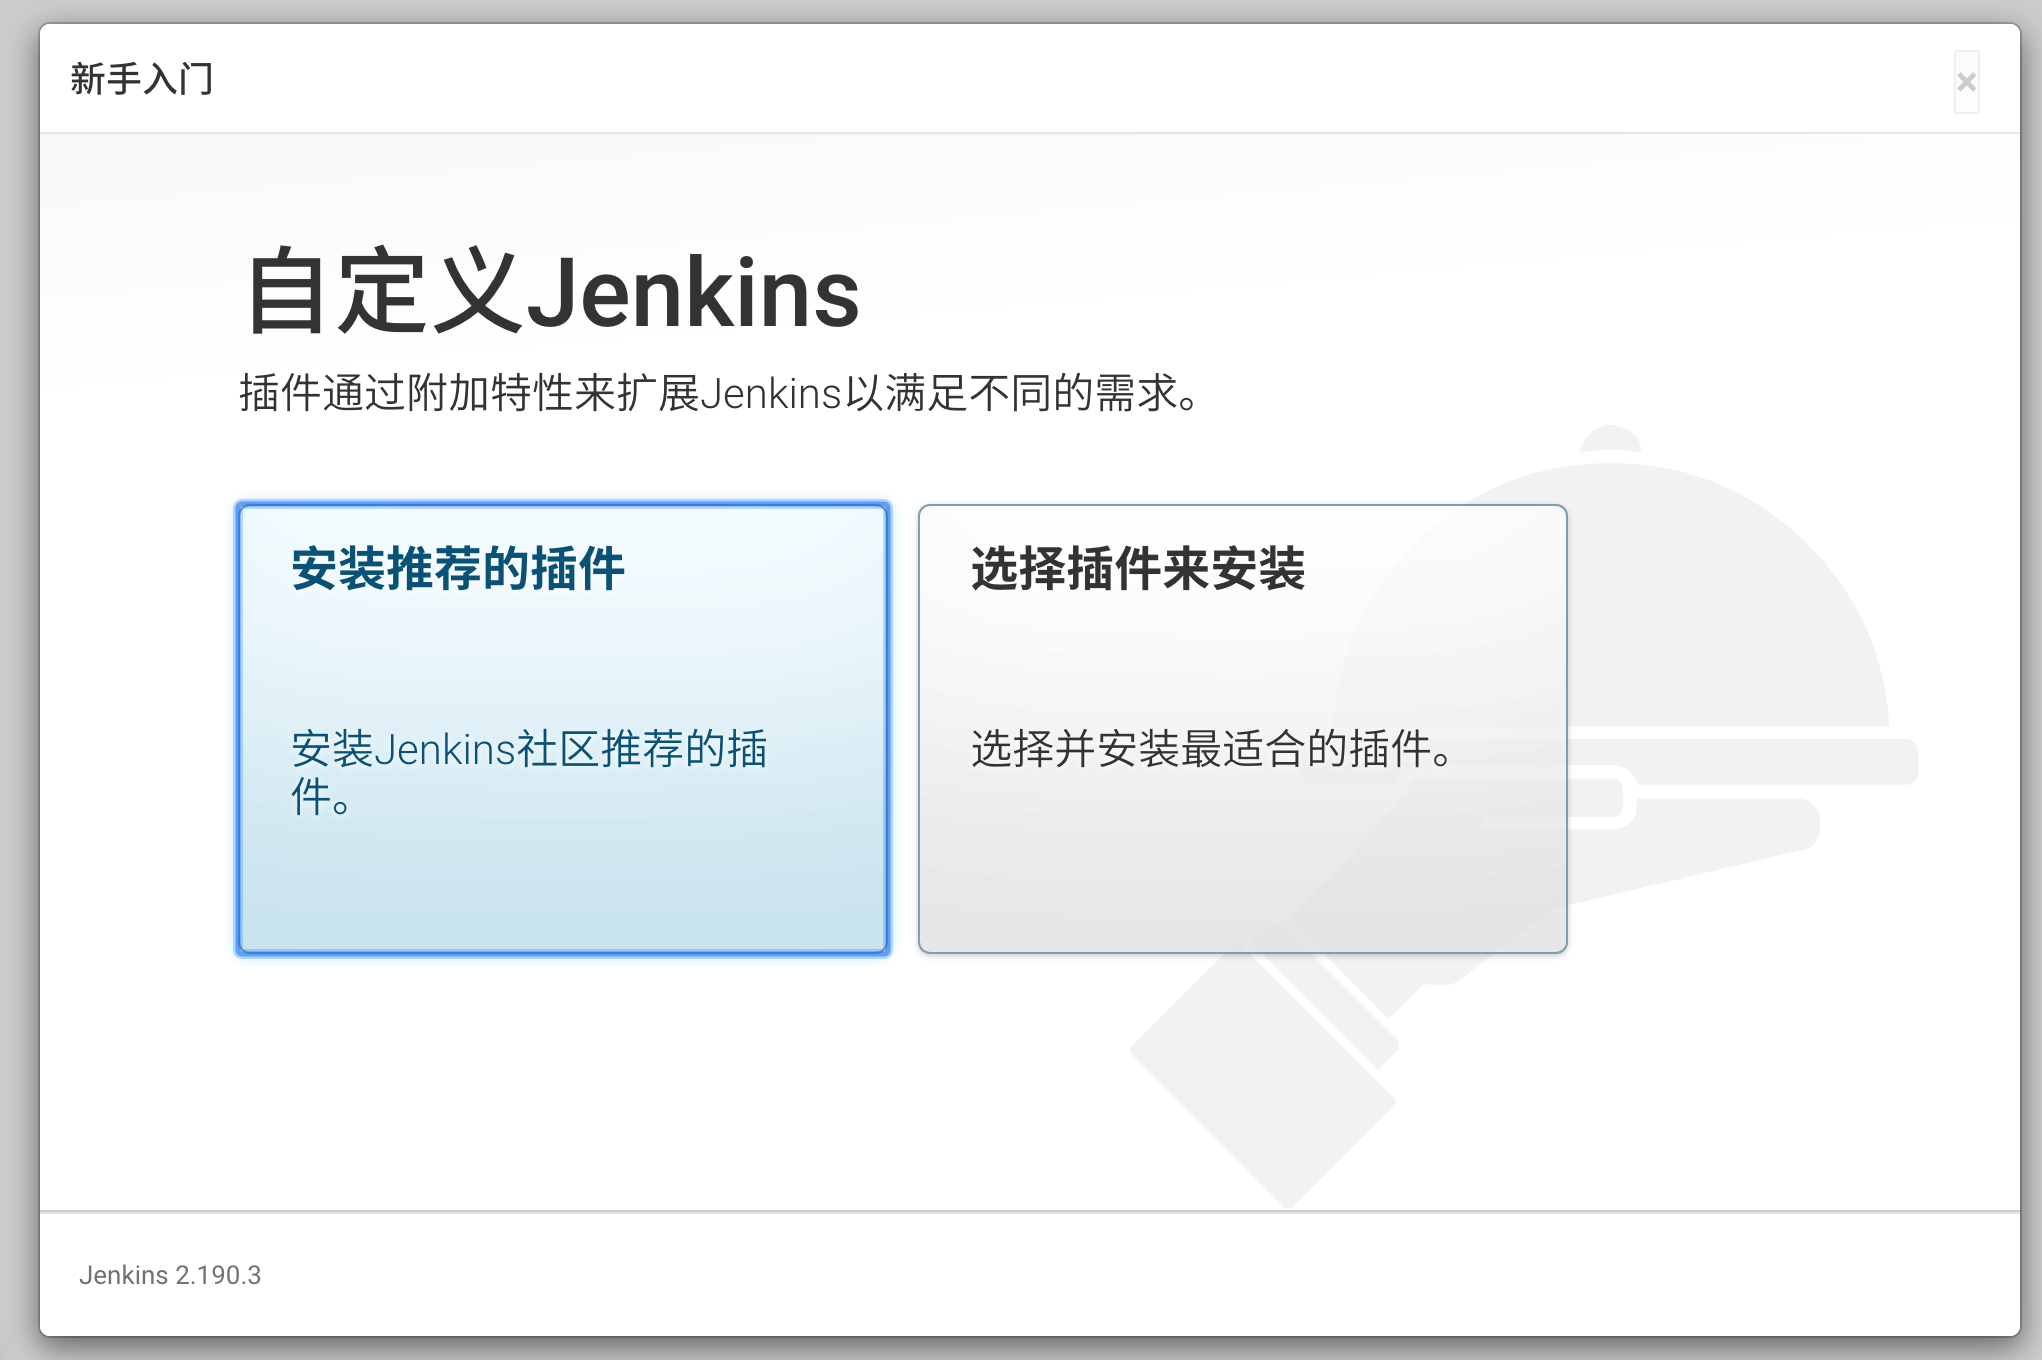 新手入门
×
自定义Jenkins
插件通过附加特性来扩展Jenkins以满足不同的需求。
安装推荐的插件
安装Jenkins社区推荐的插
件。
选择插件来安装
选择并安装最适合的插件。
Jenkins 2.190.3